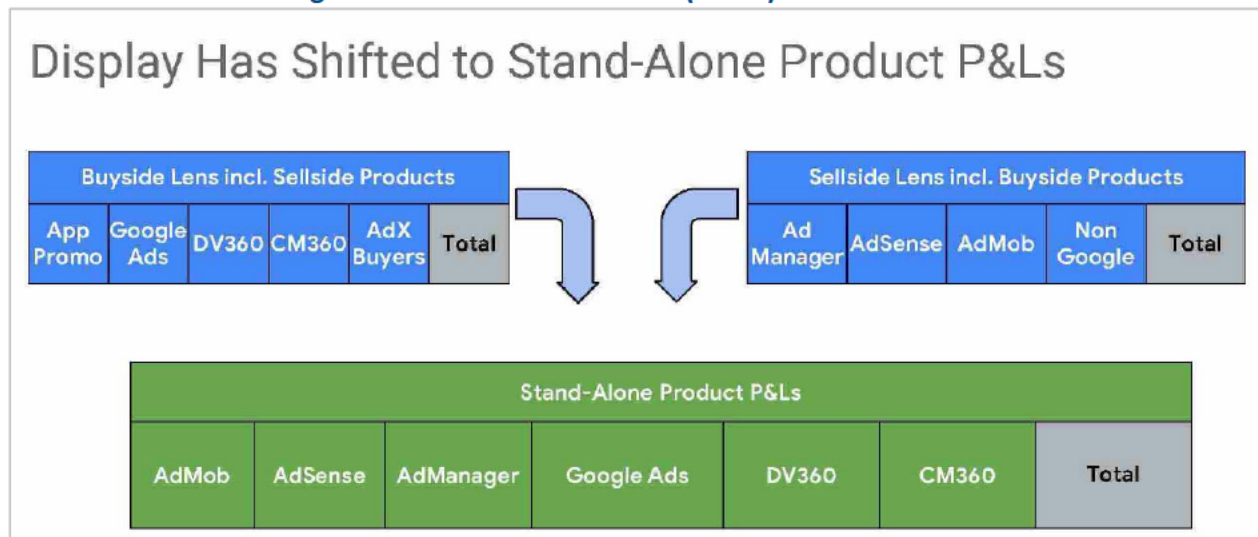 Display Has Shifted to Stand-Alone Product P&Ls
Buyside Lens incl. Sellside Products
App Promo
Google Ads
DV360
CM360
AdX Buyers
Total
Sellside Lens incl. Buyside Products
Ad Manager
AdSense
AdMob
Non Google
Total
Stand-Alone Product P&Ls
AdMob
AdSense
AdManager
Google Ads
DV360
CM360
Total